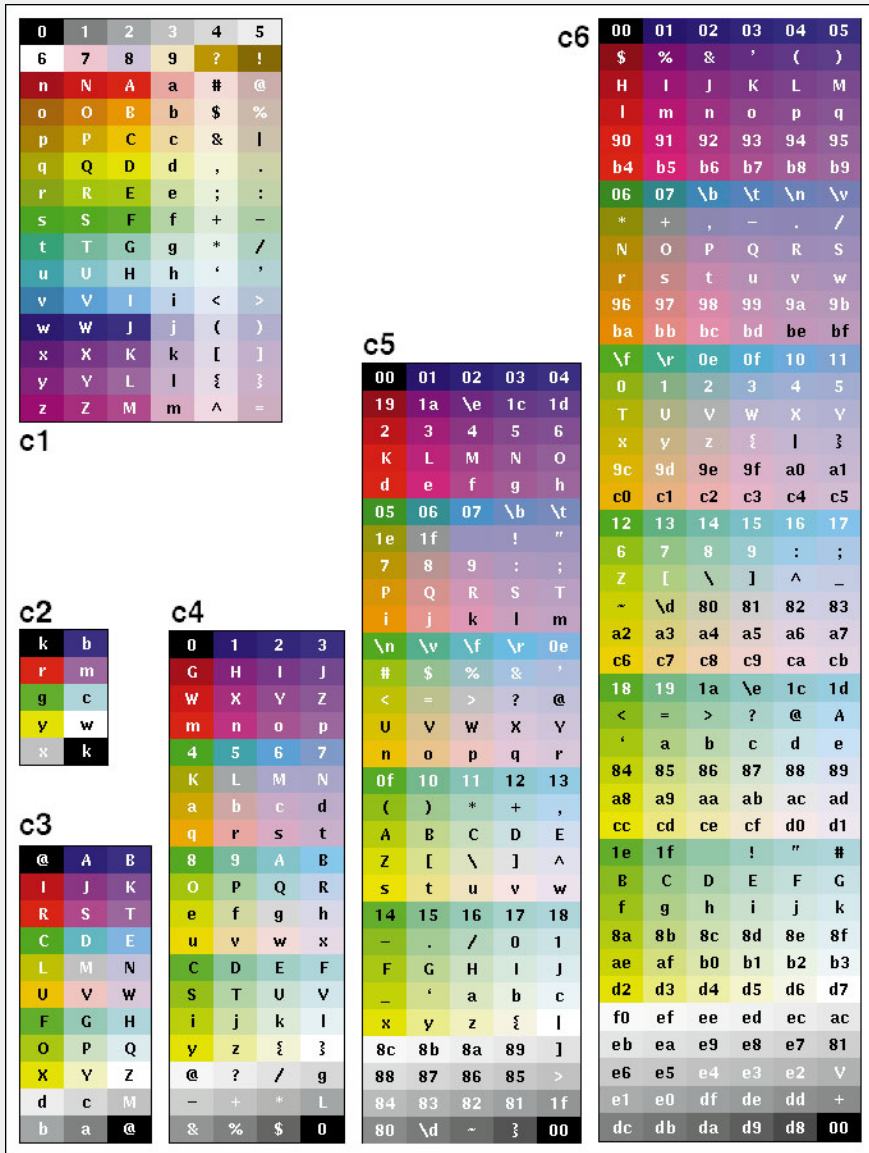 0 1 2 3 4 5
6 7 8 9 ? !
n N A a # @
o O B b $ %
p P C c & |
q Q D d , .
r R E e ; :
s S F f + −
t T G g * /
u U H h ‘ ’
v V I i < >
w W J j ( )
x X K k [ ]
y Y L l { }
z Z M m ^ =
c1
c2
k b
r m
g c
y w
x k
c3
@ A B
I J K
R S T
C D E
L M N
U V W
F G H
O P Q
X Y Z
d c M
b a @
c4
0 1 2 3
G H I J
W X Y Z
m n o p
4 5 6 7
K L M N
a b c d
q r s t
8 9 A B
O P Q R
e f g h
u v w x
C D E F
S T U V
i j k l
y z { }
@ ? / g
− + * L
& % $ 0
c5
00 01 02 03 04
19 1a \e 1c 1d
2 3 4 5 6
K L M N O
d e f g h
05 06 07 \b \t
1e 1f ! "
7 8 9 : ;
P Q R S T
i j k l m
\n \v \f \r 0e
# $ % & ’
< = > ? @
U V W X Y
n o p q r
0f 10 11 12 13
( ) * + ,
A B C D E
Z [ \ ] ^
s t u v w
14 15 16 17 18
− . / 0 1
F G H I J
_ ‘ a b c
x y z { |
8c 8b 8a 89 ]
88 87 86 85 >
84 83 82 81 1f
80 \d ~ } 00
c6
00 01 02 03 04 05
$ % & ’ ( )
H I J K L M
l m n o p q
90 91 92 93 94 95
b4 b5 b6 b7 b8 b9
06 07 \b \t \n \v
* + , − . /
N O P Q R S
r s t u v w
96 97 98 99 9a 9b
ba bb bc bd be bf
\f \r 0e 0f 10 11
0 1 2 3 4 5
T U V W X Y
x y z { | }
9c 9d 9e 9f a0 a1
c0 c1 c2 c3 c4 c5
12 13 14 15 16 17
6 7 8 9 : ;
Z [ \ ] ^ _
~ \d 80 81 82 83
a2 a3 a4 a5 a6 a7
c6 c7 c8 c9 ca cb
18 19 1a \e 1c 1d
< = > ? @ A
‘ a b c d e
84 85 86 87 88 89
a8 a9 aa ab ac ad
cc cd ce cf d0 d1
1e 1f ! " #
B C D E F G
f g h i j k
8a 8b 8c 8d 8e 8f
ae af b0 b1 b2 b3
d2 d3 d4 d5 d6 d7
f0 ef ee ed ec ac
eb ea e9 e8 e7 81
e6 e5 e4 e3 e2 V
e1 e0 df de dd +
dc db da d9 d8 00